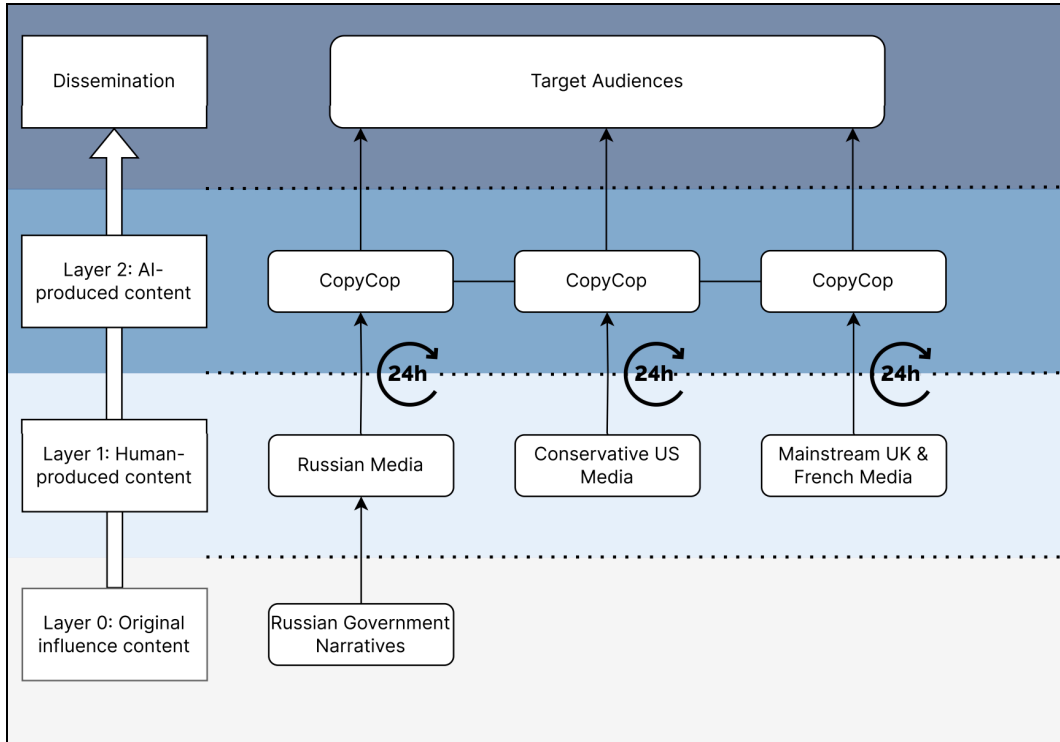 Dissemination
Target Audiences
Layer 2: AI-
produced content
CopyCop
CopyCop
CopyCop
24h
24h
24h
Layer 1: Human-
produced content
Russian Media
Conservative US
Media
Mainstream UK &
French Media
Layer 0: Original
influence content
Russian Government
Narratives